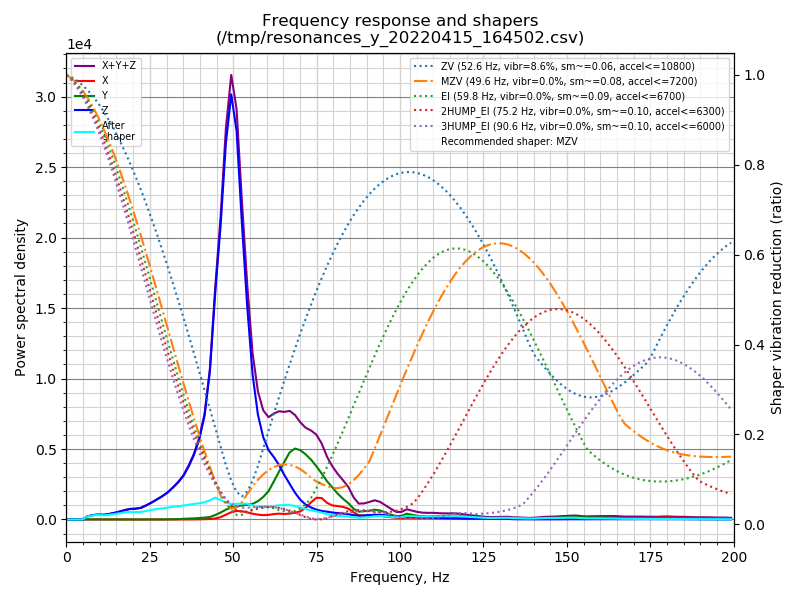 Frequency response and shapers
(/tmp/resonances_y_20220415_164502.csv)
1e4
X+Y+Z
X
Y
Z
After
shaper
ZV (52.6 Hz, vibr=8.6%, sm~=0.06, accel<=10800)
MZV (49.6 Hz, vibr=0.0%, sm~=0.08, accel<=7200)
EI (59.8 Hz, vibr=0.0%, sm~=0.09, accel<=6700)
2HUMP_EI (75.2 Hz, vibr=0.0%, sm~=0.10, accel<=6300)
3HUMP_EI (90.6 Hz, vibr=0.0%, sm~=0.10, accel<=6000)
Recommended shaper: MZV
3.0
2.5
2.0
1.5
1.0
0.5
0.0
Power spectral density
1.0
0.8
0.6
0.4
0.2
0.0
Shaper vibration reduction (ratio)
0 25 50 75 100 125 150 175 200
Frequency, Hz